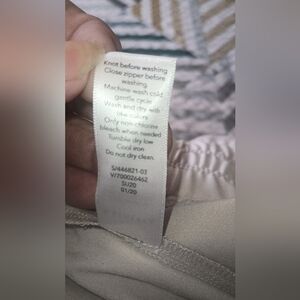 Knot before washing
Close zipper before
washing
Machine wash cold
gentle cycle
Wash and dry with
like colors
Only non-chlorine
bleach when needed
Tumble dry low
Cool iron
Do not dry clean.
S/446821-03
V/700026462
SU20
01/20